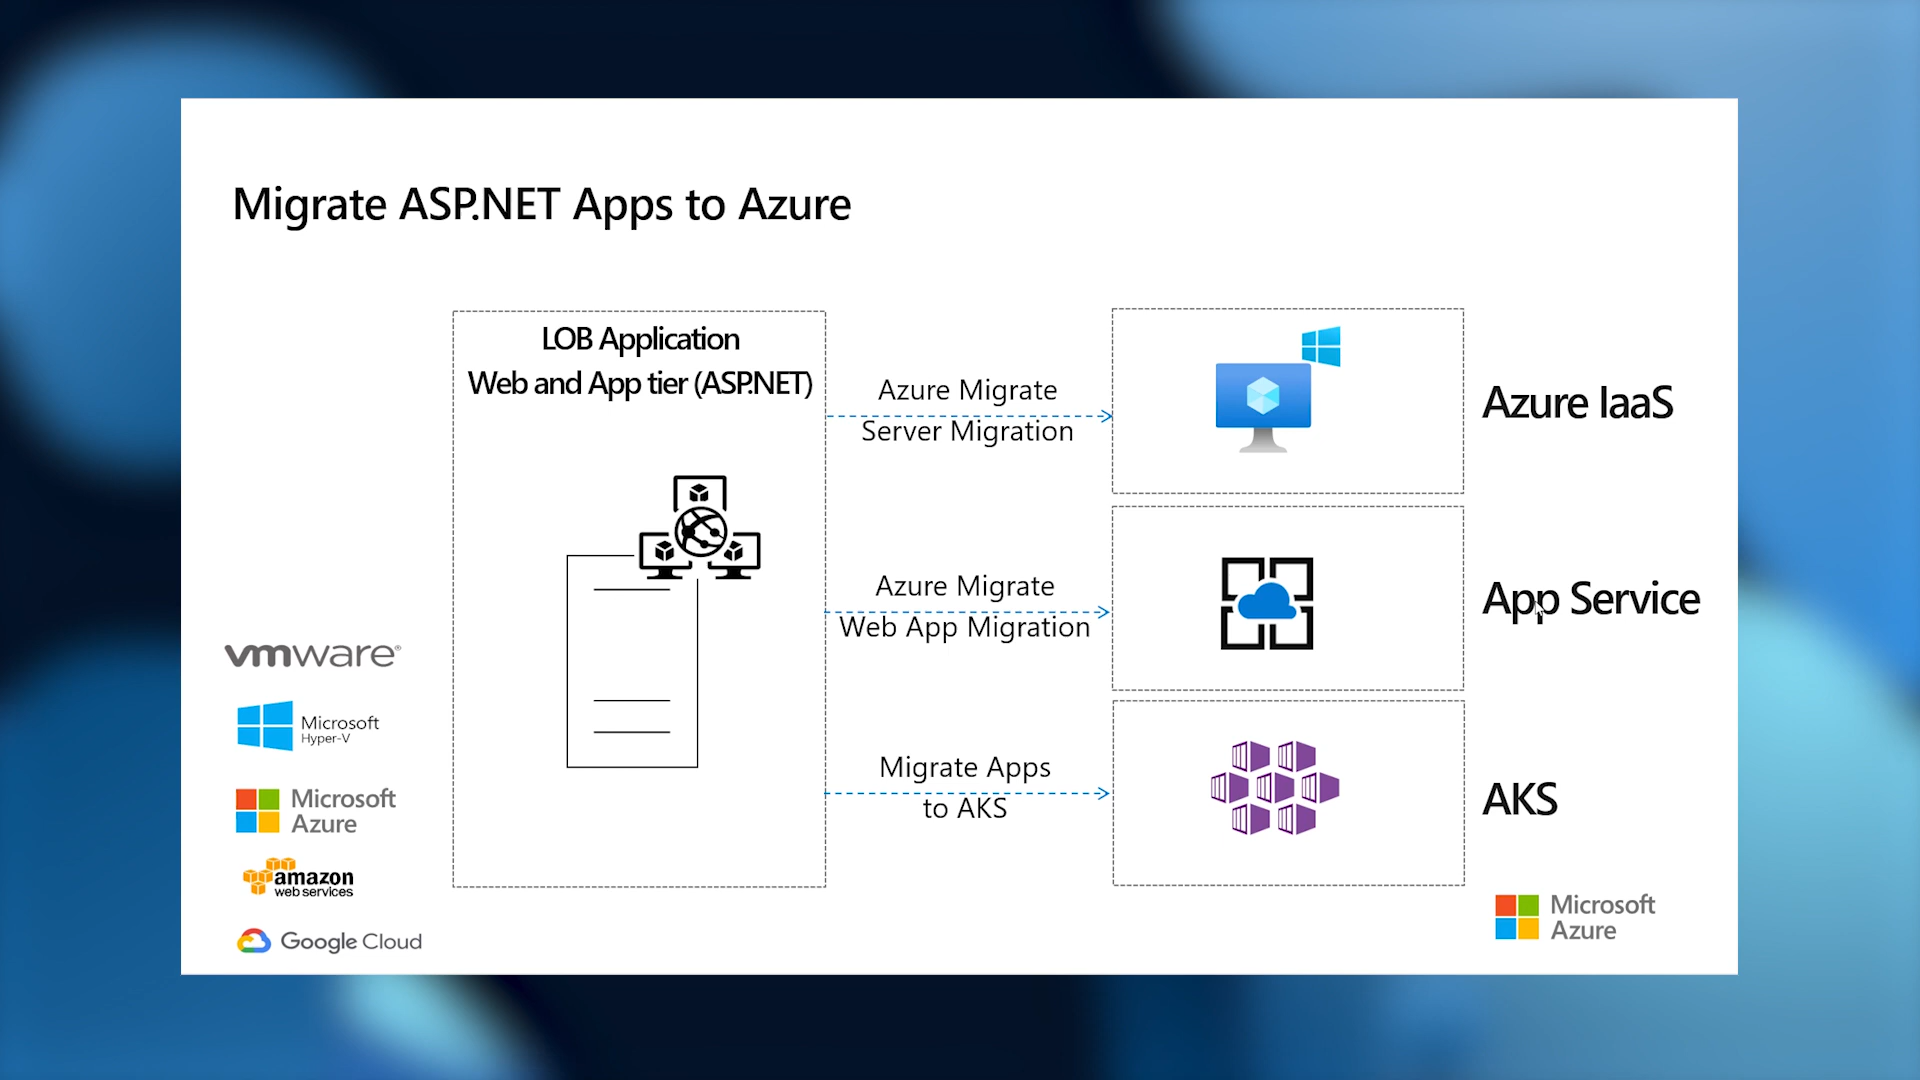 Migrate ASP.NET Apps to Azure
LOB Application
Web and App tier (ASP.NET)
Azure Migrate
Server Migration
Azure IaaS
Azure Migrate
Web App Migration
App Service
Migrate Apps
to AKS
AKS
vmware®
Microsoft
Hyper-V
Microsoft
Azure
amazon
web services
Google Cloud
Microsoft
Azure